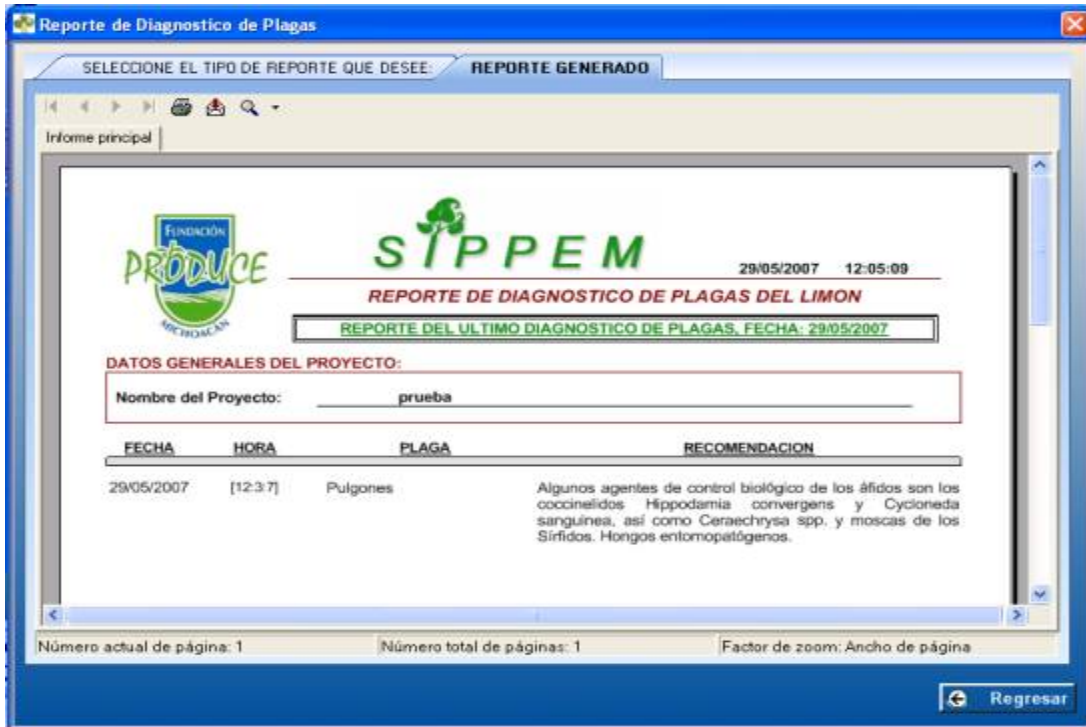 Reporte de Diagnostico de Plagas
SELECCIONE EL TIPO DE REPORTE QUE DESEE: REPORTE GENERADO
Informe principal
FUNDACIÓN
PRODUCE
MICHOACAN
SIPPEM
29/05/2007 12:05:09
REPORTE DE DIAGNOSTICO DE PLAGAS DEL LIMON
REPORTE DEL ULTIMO DIAGNOSTICO DE PLAGAS, FECHA: 29/05/2007
DATOS GENERALES DEL PROYECTO:
Nombre del Proyecto: prueba
FECHA HORA PLAGA RECOMENDACION
29/05/2007 [12:3:7] Pulgones Algunos agentes de control biológico de los áfidos son los
coccinelidos Hippodamia convergens y Cycloneda
sanguinea, así como Ceraechrysa spp. y moscas de los
Sírfidos. Hongos entomopatógenos.
Número actual de página: 1 Número total de páginas: 1 Factor de zoom: Ancho de página
Regresar